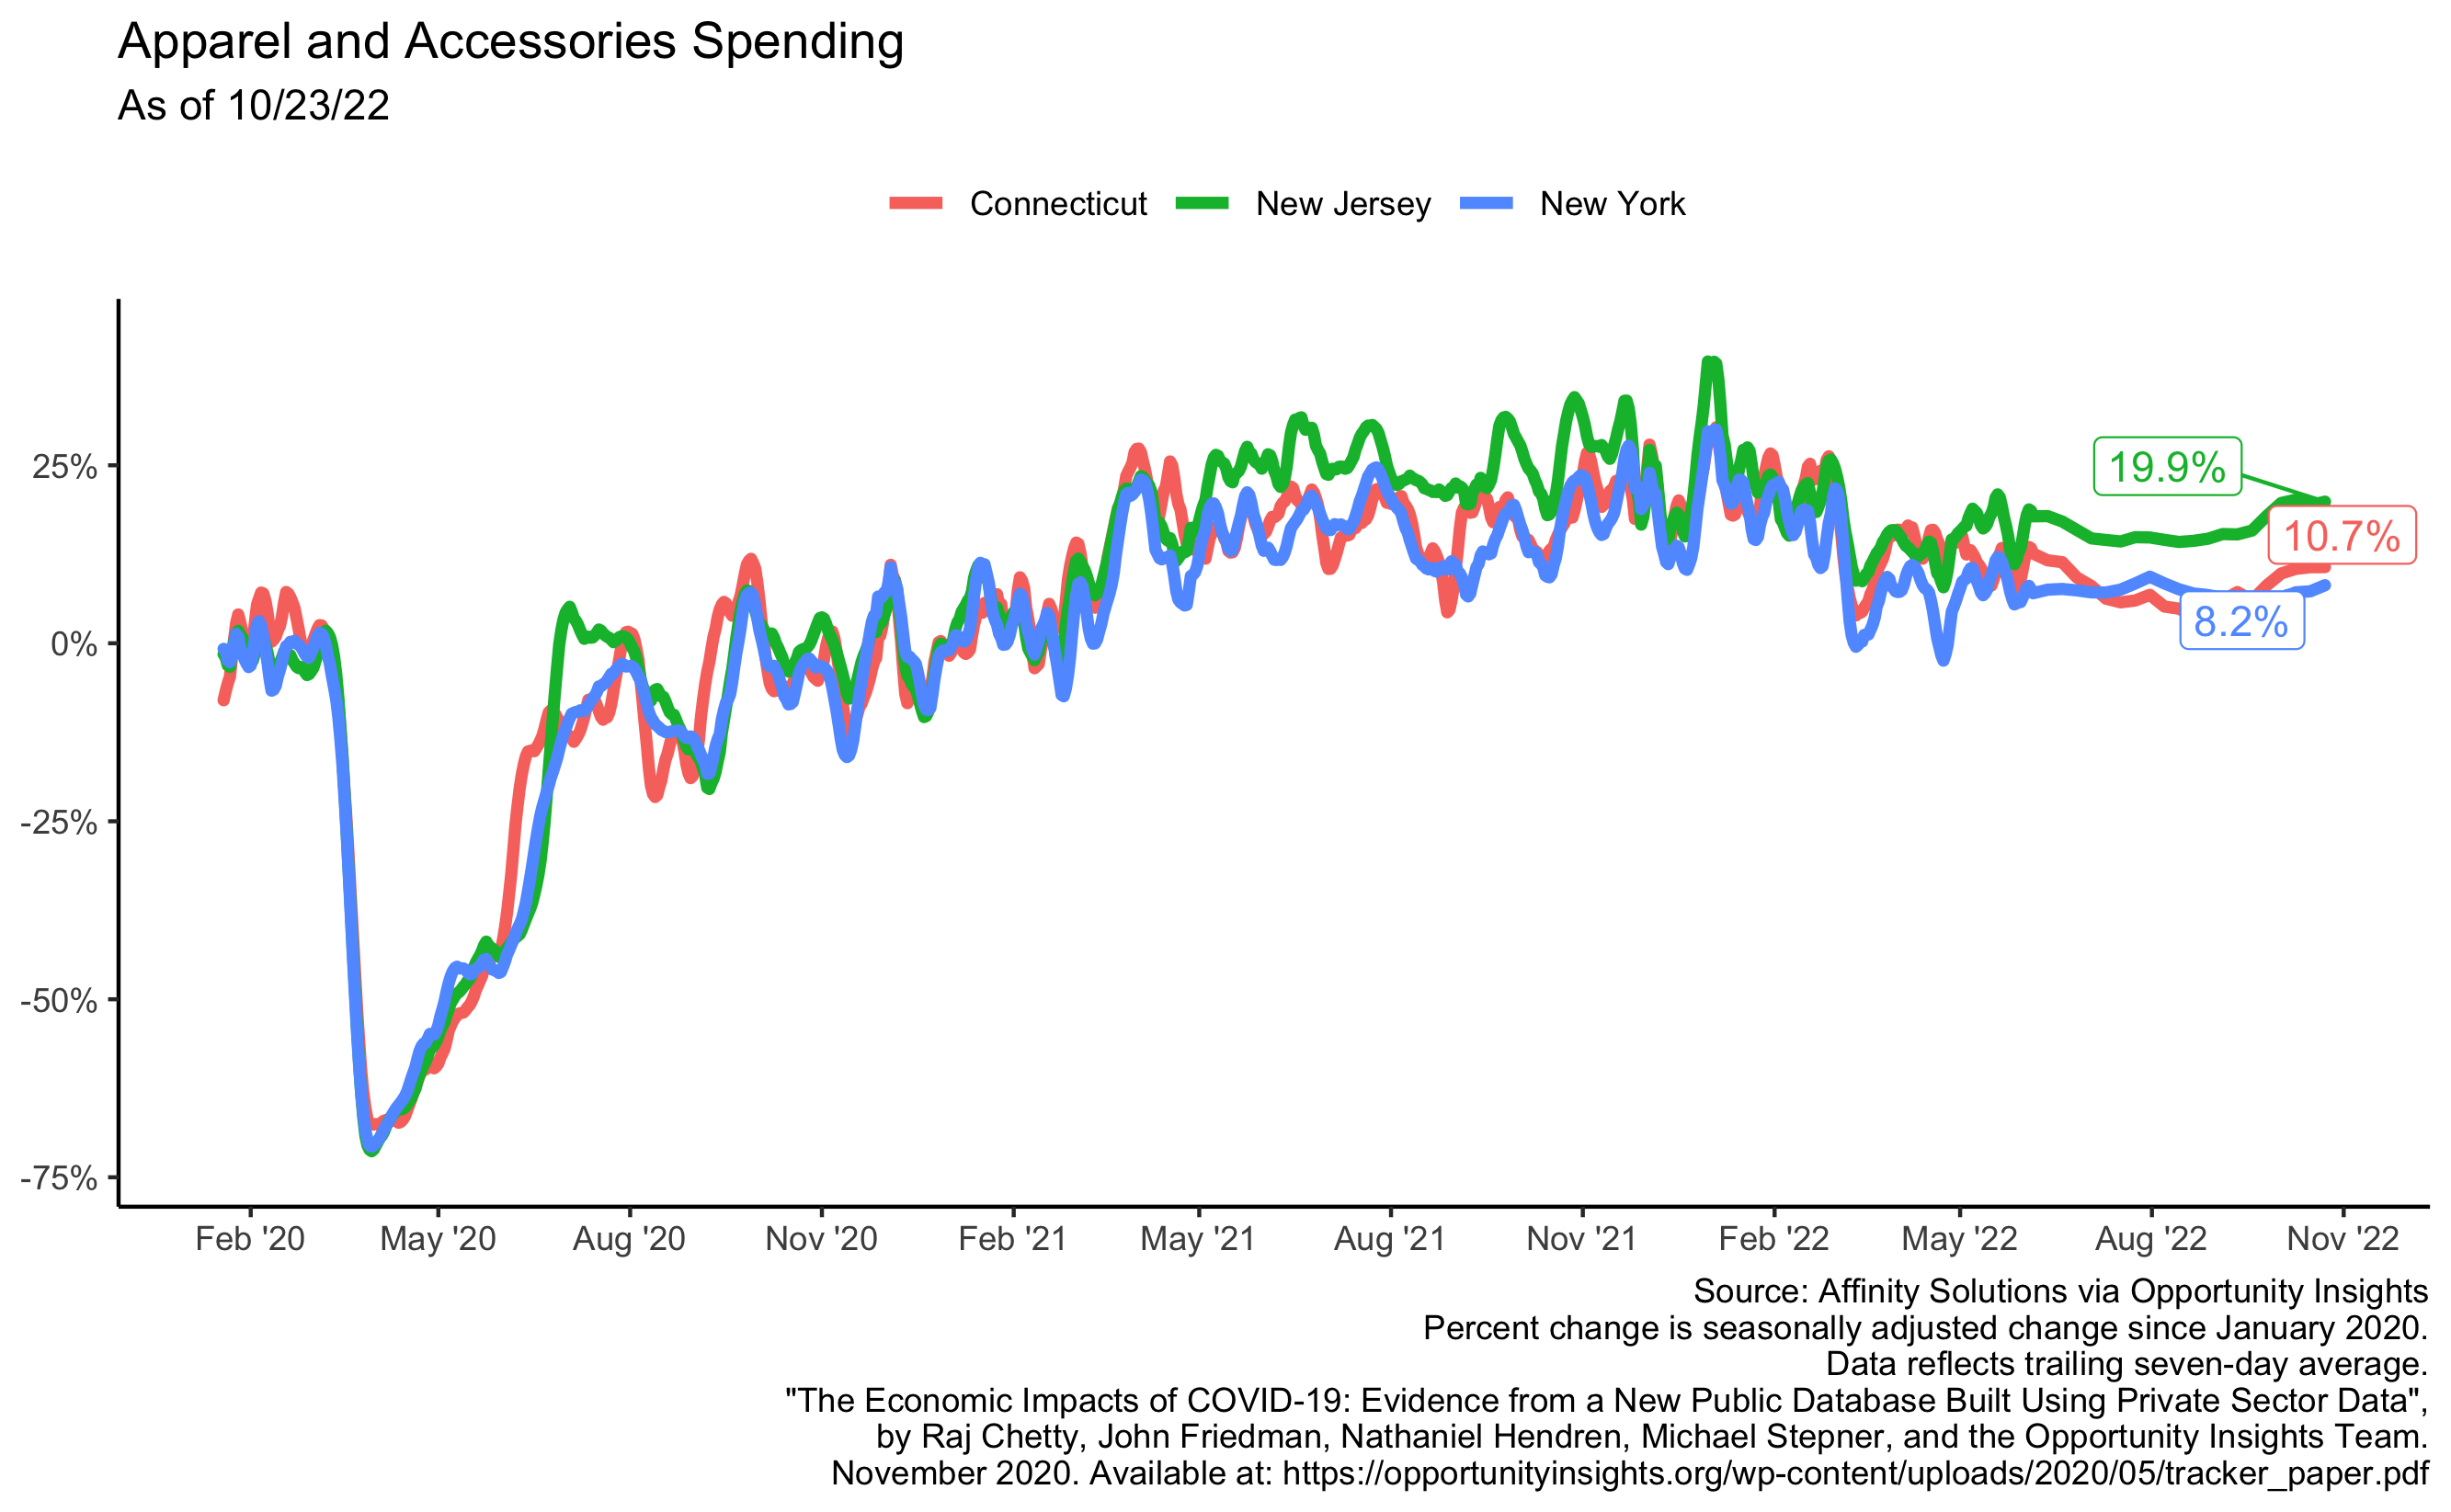 Apparel and Accessories Spending
As of 10/23/22
Connecticut New Jersey New York
25%
0%
-25%
-50%
-75%
19.9%
10.7%
8.2%
Feb '20 May '20 Aug '20 Nov '20 Feb '21 May '21 Aug '21 Nov '21 Feb '22 May '22 Aug '22 Nov '22
Source: Affinity Solutions via Opportunity Insights
Percent change is seasonally adjusted change since January 2020.
Data reflects trailing seven-day average.
"The Economic Impacts of COVID-19: Evidence from a New Public Database Built Using Private Sector Data",
by Raj Chetty, John Friedman, Nathaniel Hendren, Michael Stepner, and the Opportunity Insights Team.
November 2020. Available at: https://opportunityinsights.org/wp-content/uploads/2020/05/tracker_paper.pdf